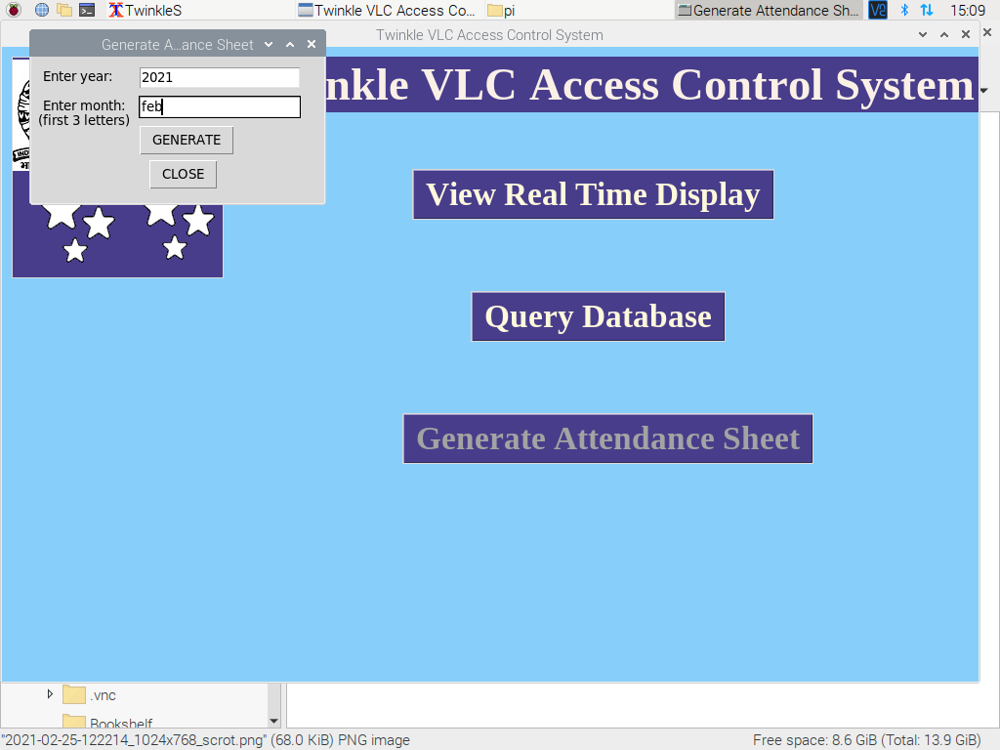 TwinkleS
Twinkle VLC Access Co...
pi
Generate Attendance Sh...
15:09
Twinkle VLC Access Control System
Generate A...ance Sheet
nkle VLC Access Control System
Enter year:
2021
Enter month:
(first 3 letters)
feb
GENERATE
CLOSE
View Real Time Display
Query Database
Generate Attendance Sheet
.vnc
Bookshelf
"2021-02-25-122214_1024x768_scrot.png" (68.0 KiB) PNG image
Free space: 8.6 GiB (Total: 13.9 GiB)